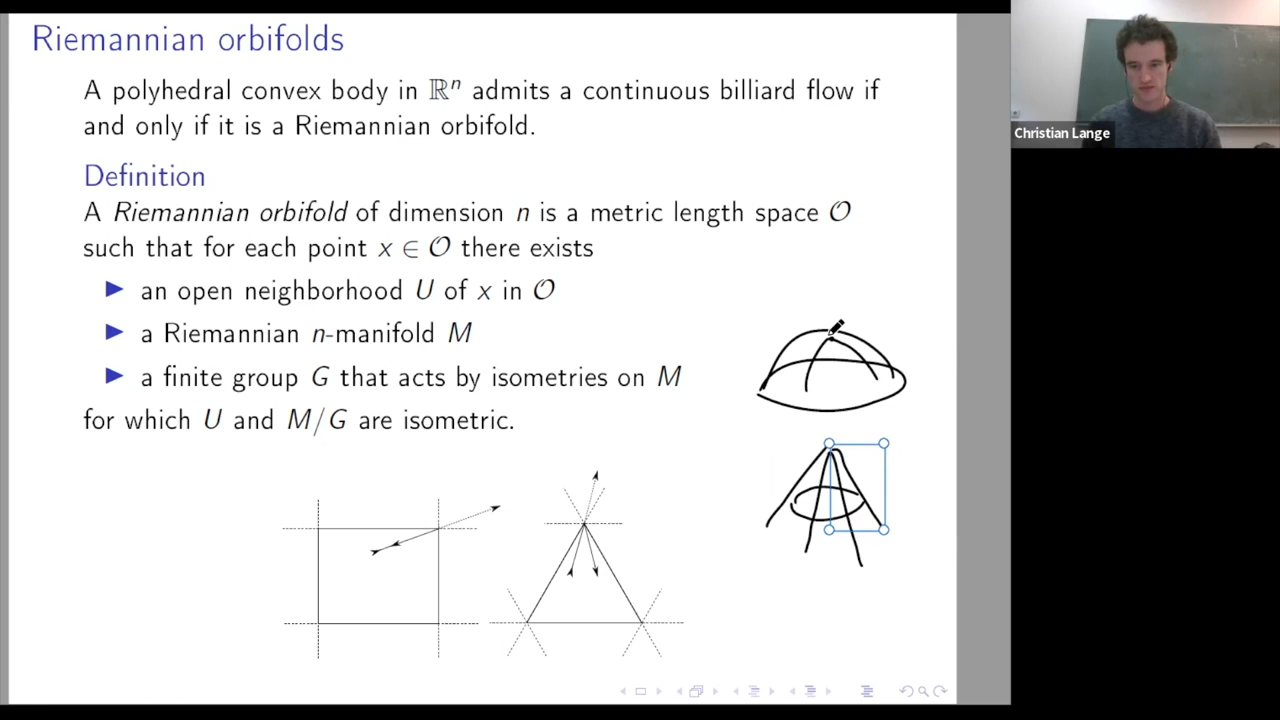 Riemannian orbifolds
A polyhedral convex body in ℝⁿ admits a continuous billiard flow if
and only if it is a Riemannian orbifold.
Definition
A Riemannian orbifold of dimension n is a metric length space 𝒪
such that for each point x ∈ 𝒪 there exists
▶ an open neighborhood U of x in 𝒪
▶ a Riemannian n-manifold M
▶ a finite group G that acts by isometries on M
for which U and M/G are isometric.
Christian Lange